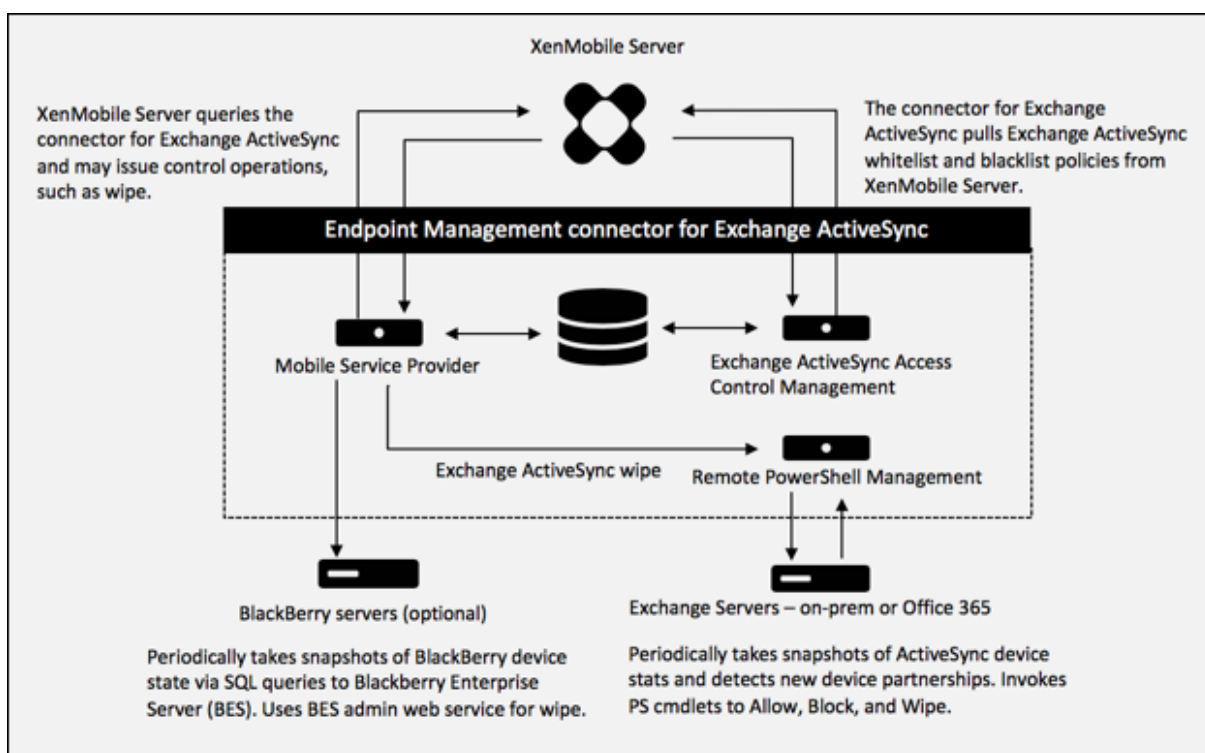 XenMobile Server
XenMobile Server queries the
connector for Exchange ActiveSync
and may issue control operations,
such as wipe.
The connector for Exchange
ActiveSync pulls Exchange ActiveSync
whitelist and blacklist policies from
XenMobile Server.
Endpoint Management connector for Exchange ActiveSync
Mobile Service Provider
Exchange ActiveSync Access
Control Management
Exchange ActiveSync wipe
Remote PowerShell Management
BlackBerry servers (optional)
Periodically takes snapshots of BlackBerry device
state via SQL queries to Blackberry Enterprise
Server (BES). Uses BES admin web service for wipe.
Exchange Servers – on-prem or Office 365
Periodically takes snapshots of ActiveSync device
stats and detects new device partnerships. Invokes
PS cmdlets to Allow, Block, and Wipe.